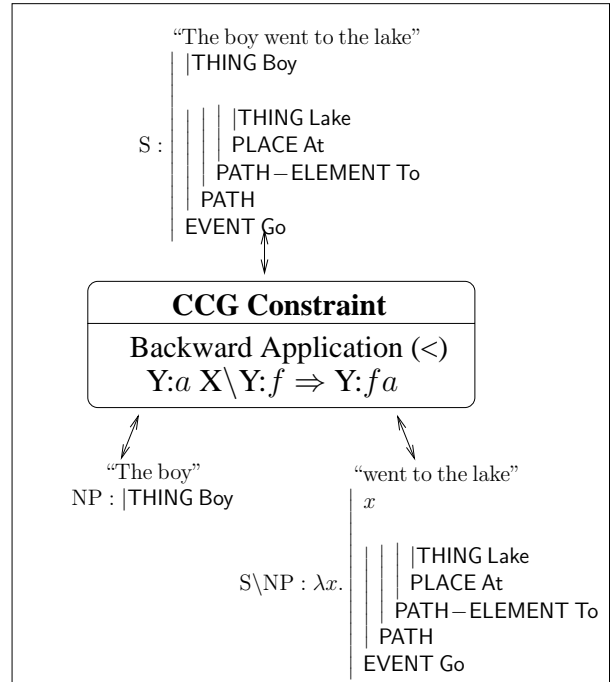 “The boy went to the lake”
|THING Boy
|THING Lake
S : PLACE At
PATH−ELEMENT To
PATH
EVENT Go
CCG Constraint
Backward Application (<)
Y:a X\Y:f ⇒ Y:fa
“The boy”
NP : |THING Boy
“went to the lake”
x
|THING Lake
S\NP : λx. PLACE At
PATH−ELEMENT To
PATH
EVENT Go